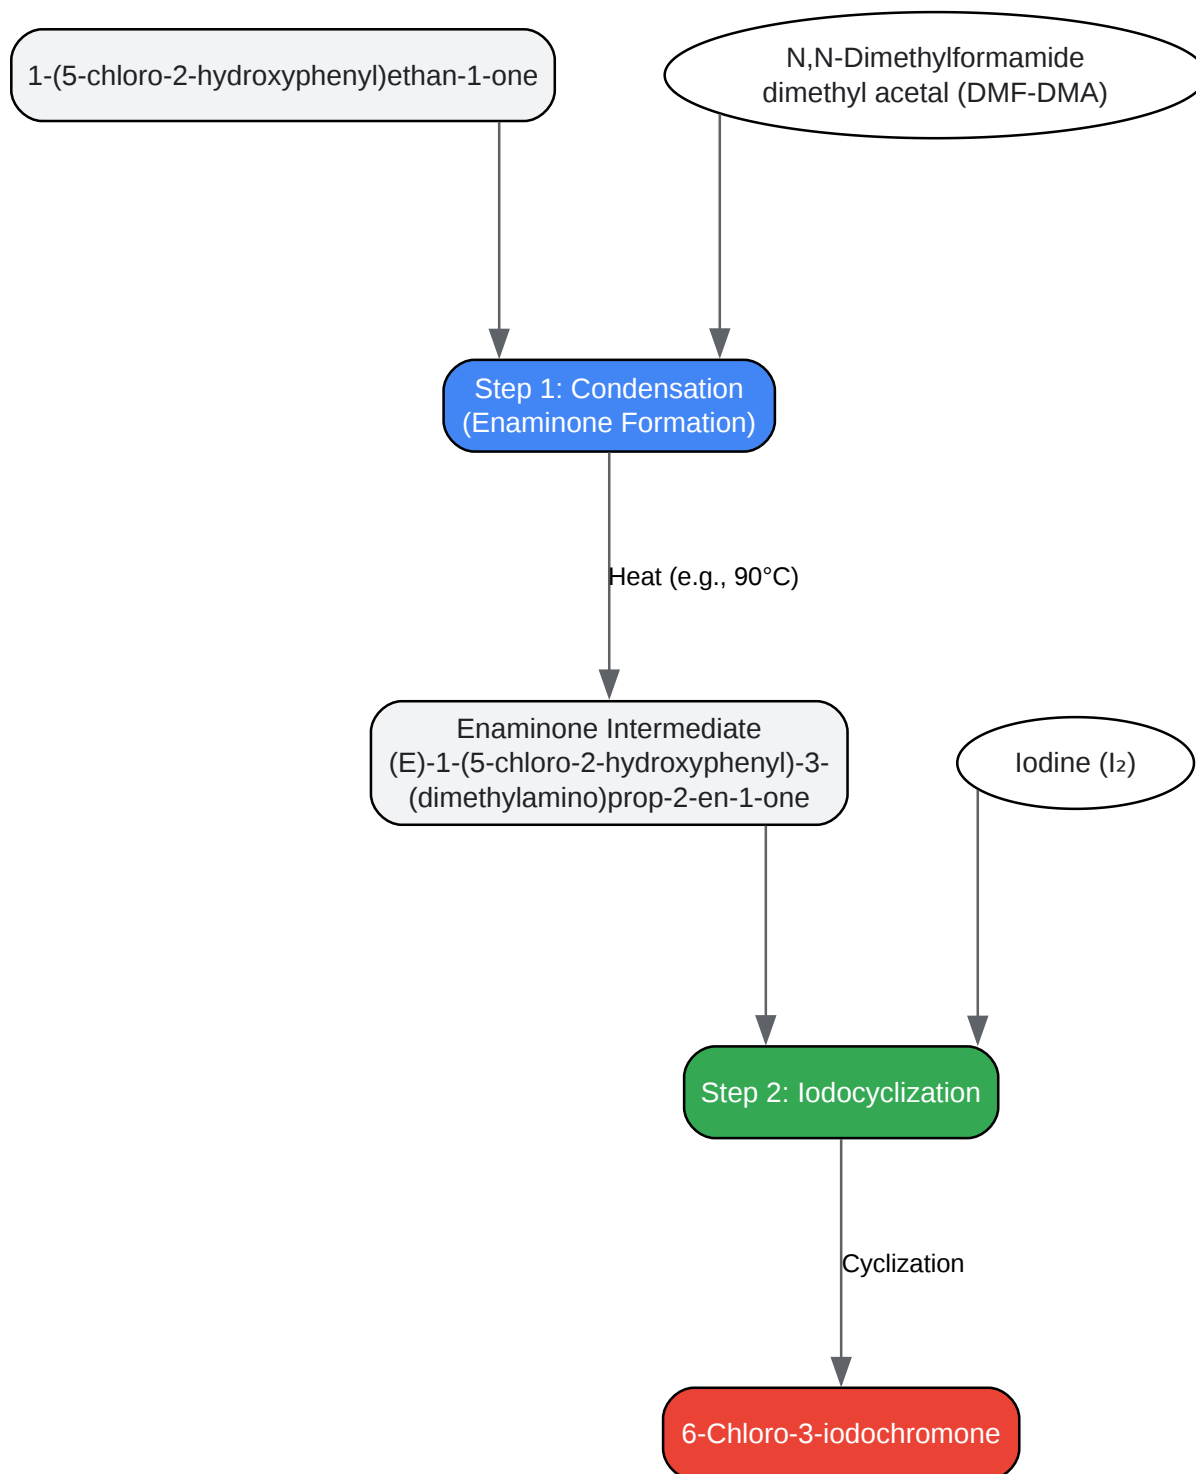 1-(5-chloro-2-hydroxyphenyl)ethan-1-one
N,N-Dimethylformamide
dimethyl acetal (DMF-DMA)
Step 1: Condensation
(Enaminone Formation)
Heat (e.g., 90°C)
Enaminone Intermediate
(E)-1-(5-chloro-2-hydroxyphenyl)-3-
(dimethylamino)prop-2-en-1-one
Iodine (I₂)
Step 2: Iodocyclization
Cyclization
6-Chloro-3-iodochromone